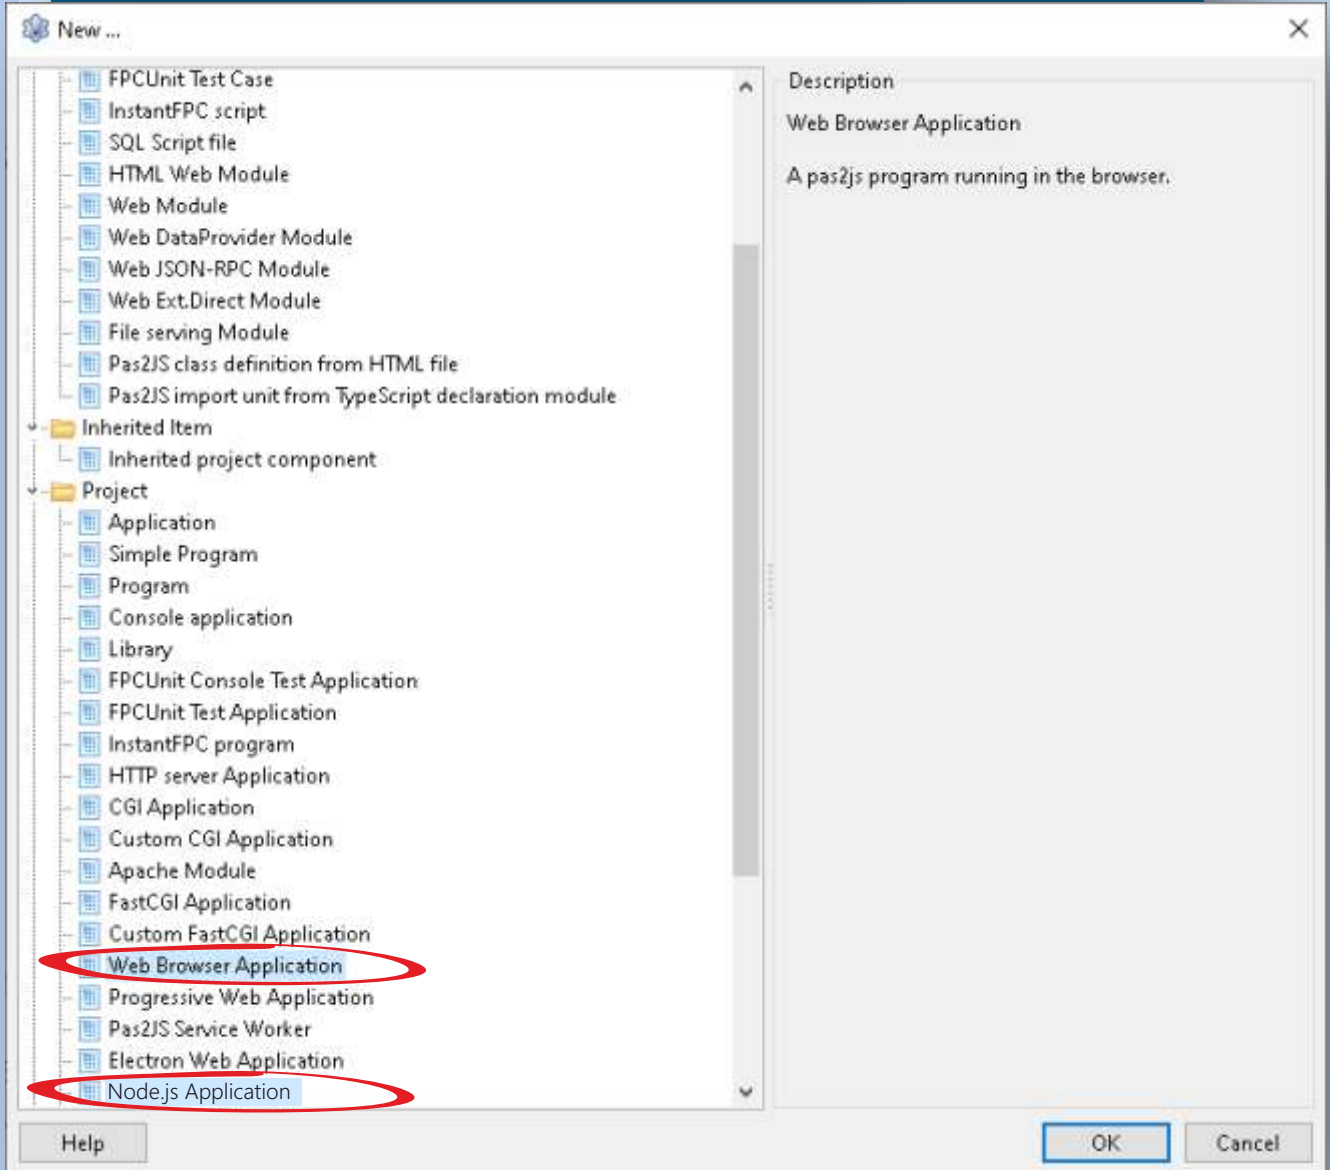 New ...
FPCUnit Test Case
InstantFPC script
SQL Script file
HTML Web Module
Web Module
Web DataProvider Module
Web JSON-RPC Module
Web Ext.Direct Module
File serving Module
Pas2JS class definition from HTML file
Pas2JS import unit from TypeScript declaration module
Inherited Item
Inherited project component
Project
Application
Simple Program
Program
Console application
Library
FPCUnit Console Test Application
FPCUnit Test Application
InstantFPC program
HTTP server Application
CGI Application
Custom CGI Application
Apache Module
FastCGI Application
Custom FastCGI Application
Web Browser Application
Progressive Web Application
Pas2JS Service Worker
Electron Web Application
Node.js Application
Description
Web Browser Application
A pas2js program running in the browser.
Help
OK
Cancel